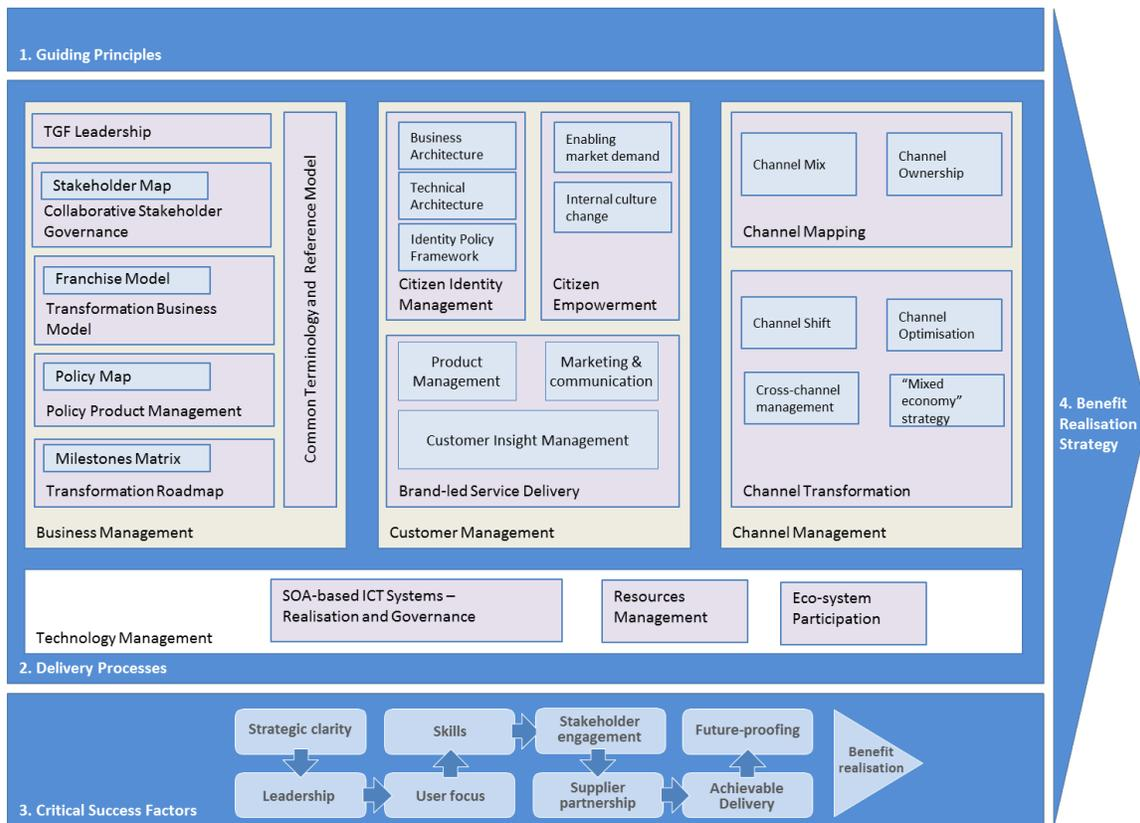 1. Guiding Principles
TGF Leadership
Stakeholder Map
Collaborative Stakeholder
Governance
Franchise Model
Transformation Business
Model
Policy Map
Policy Product Management
Milestones Matrix
Transformation Roadmap
Common Terminology and Reference Model
Business Management
Business
Architecture
Technical
Architecture
Identity Policy
Framework
Citizen Identity
Management
Enabling
market demand
Internal culture
change
Citizen
Empowerment
Product
Management
Marketing &
communication
Customer Insight Management
Brand-led Service Delivery
Customer Management
Channel Mix
Channel
Ownership
Channel Mapping
Channel Shift
Channel
Optimisation
Cross-channel
management
“Mixed
economy”
strategy
Channel Transformation
Channel Management
SOA-based ICT Systems –
Realisation and Governance
Resources
Management
Eco-system
Participation
Technology Management
2. Delivery Processes
Strategic clarity
Leadership
User focus
Skills
Stakeholder
engagement
Supplier
partnership
Achievable
Delivery
Future-proofing
Benefit
realisation
3. Critical Success Factors
4. Benefit
Realisation
Strategy